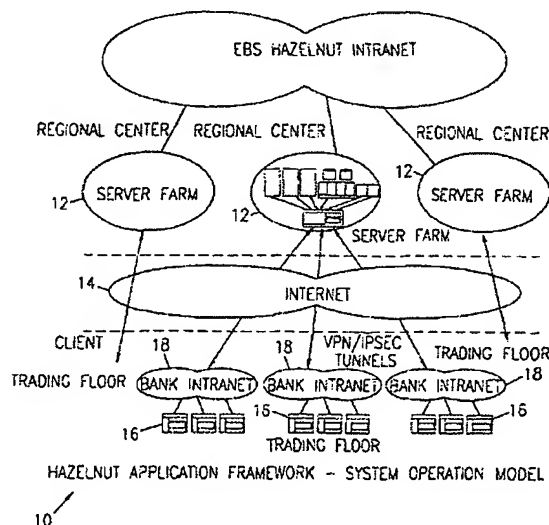 EBS HAZELNUT INTRANET
REGIONAL CENTER
REGIONAL CENTER
REGIONAL CENTER
12
SERVER FARM
12
SERVER FARM
12
SERVER FARM
14
INTERNET
CLIENT
18
18
VPN/IPSEC
TUNNELS
TRADING FLOOR
TRADING FLOOR
BANK INTRANET
BANK INTRANET
BANK INTRANET
18
16
16
16
TRADING FLOOR
HAZELNUT APPLICATION FRAMEWORK – SYSTEM OPERATION MODEL
10